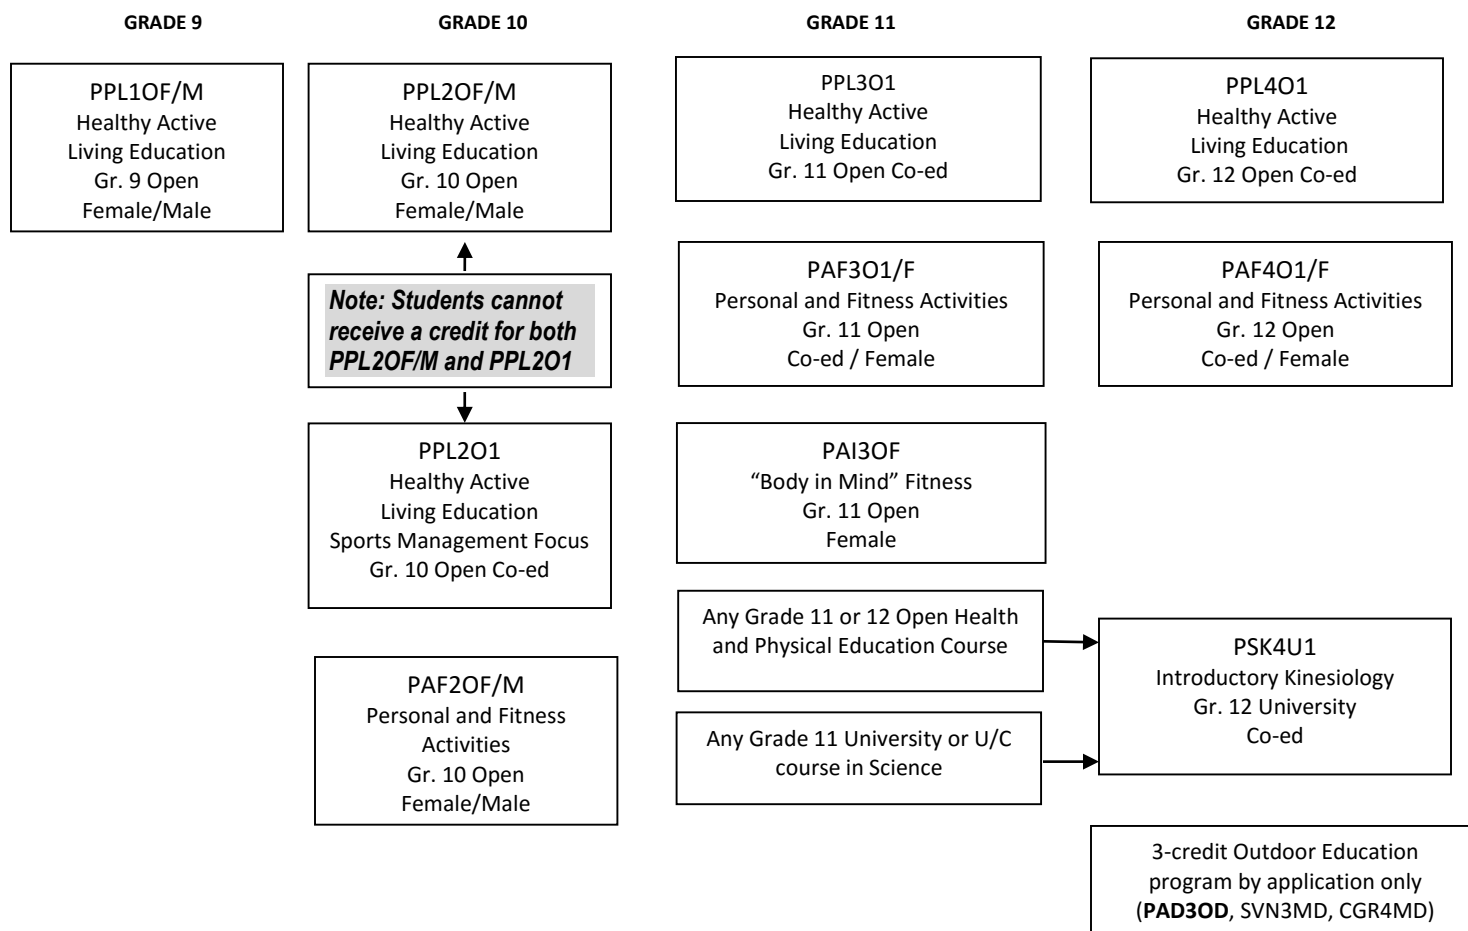 GRADE 9
GRADE 10
GRADE 11
GRADE 12
PPL1OF/M
Healthy Active
Living Education
Gr. 9 Open
Female/Male
PPL2OF/M
Healthy Active
Living Education
Gr. 10 Open
Female/Male
Note: Students cannot
receive a credit for both
PPL2OF/M and PPL2O1
PPL2O1
Healthy Active
Living Education
Sports Management Focus
Gr. 10 Open Co-ed
PAF2OF/M
Personal and Fitness
Activities
Gr. 10 Open
Female/Male
PPL3O1
Healthy Active
Living Education
Gr. 11 Open Co-ed
PAF3O1/F
Personal and Fitness Activities
Gr. 11 Open
Co-ed / Female
PAI3OF
“Body in Mind” Fitness
Gr. 11 Open
Female
Any Grade 11 or 12 Open Health
and Physical Education Course
Any Grade 11 University or U/C
course in Science
PPL4O1
Healthy Active
Living Education
Gr. 12 Open Co-ed
PAF4O1/F
Personal and Fitness Activities
Gr. 12 Open
Co-ed / Female
PSK4U1
Introductory Kinesiology
Gr. 12 University
Co-ed
3-credit Outdoor Education
program by application only
(PAD3OD, SVN3MD, CGR4MD)